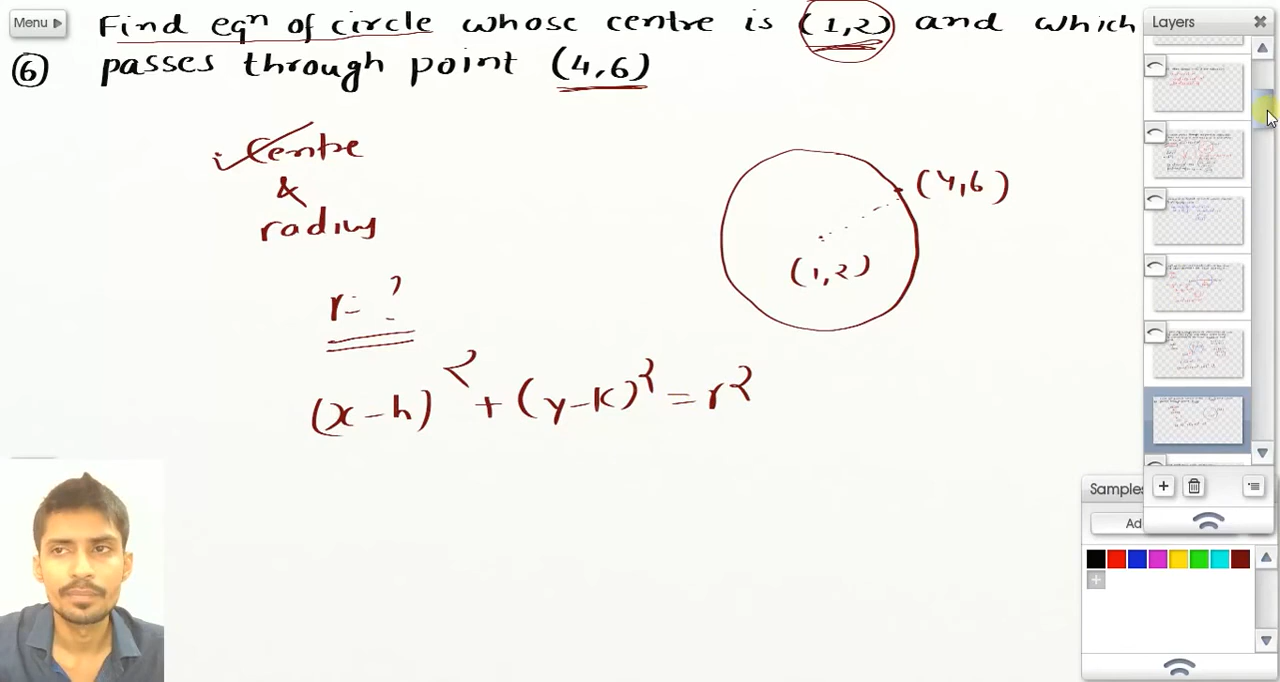 Menu
Find eqⁿ of circle whose centre is (1,2) and which
⑥ passes through point (4,6)
Centre
&
radius
(4,6)
(1,2)
r = ?
(x-h)² + (y-k)² = r²
Layers
Samples
Ad